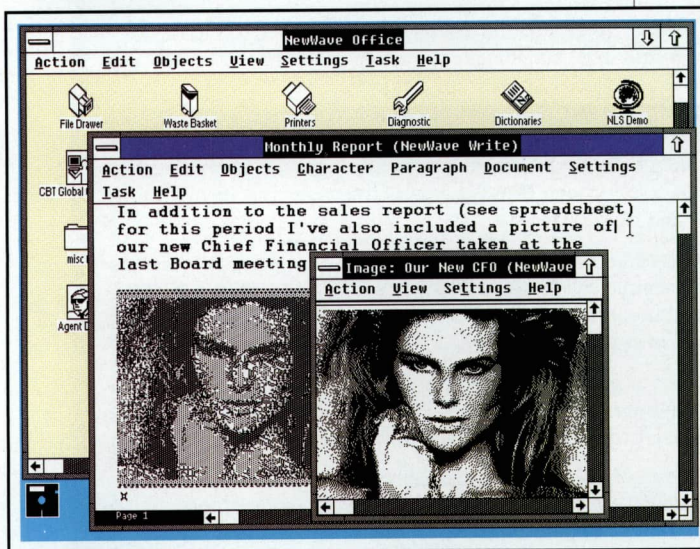 NewWave Office
Action Edit Objects View Settings Task Help
File Drawer Waste Basket Printers Diagnostic Dictionaries NLS Demo
CBT Global
misc
Agent D
Monthly Report (NewWave Write)
Action Edit Objects Character Paragraph Document Settings
Task Help
In addition to the sales report (see spreadsheet)
for this period I've also included a picture of
our new Chief Financial Officer taken at the
last Board meeting
Image: Our New CFO (NewWave
Action View Settings Help
Page 1